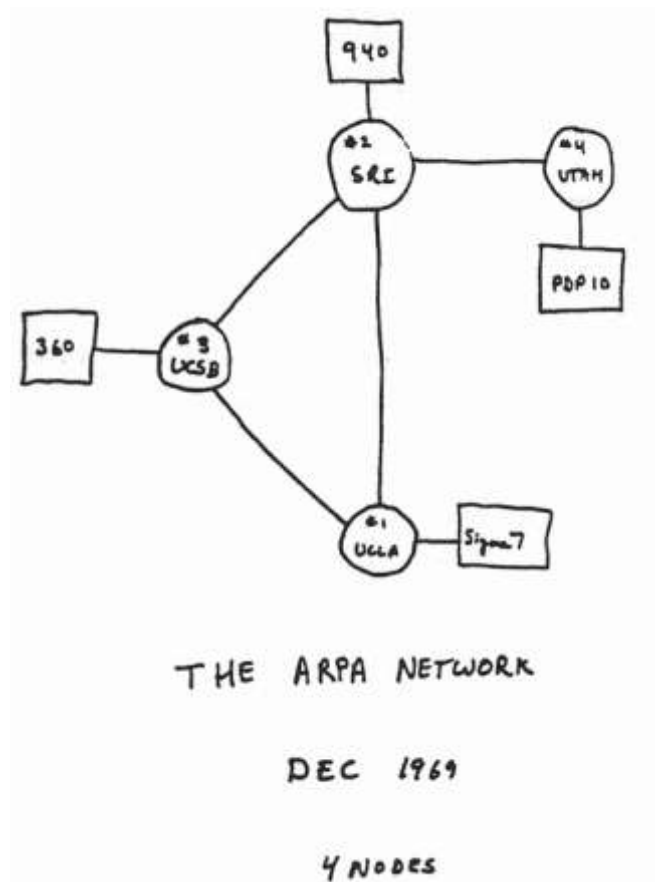 940
#2
SRI
#4
UTAH
PDP 10
360
#3
UCSB
#1
UCLA
Sigma 7
THE ARPA NETWORK
DEC 1969
4 NODES